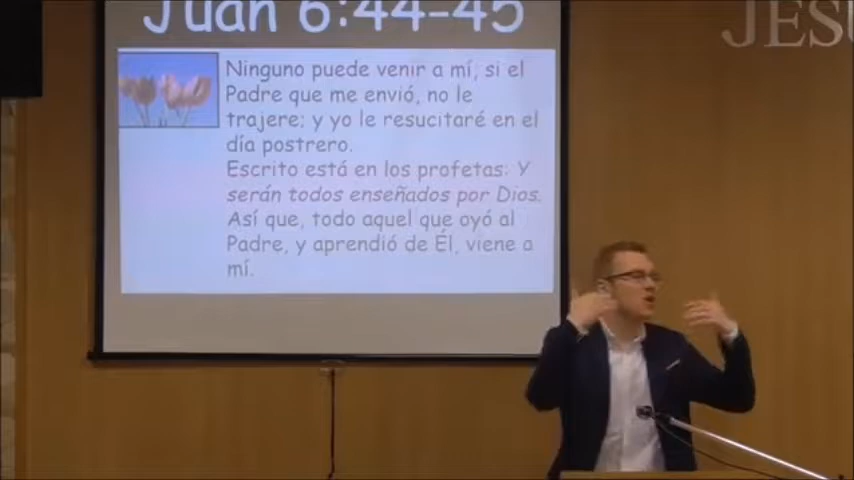 Juan 6:44-45
Ninguno puede venir a mí, si el
Padre que me envió, no le
trajere; y yo le resucitaré en el
día postrero.
Escrito está en los profetas: Y
serán todos enseñados por Dios.
Así que, todo aquel que oyó al
Padre, y aprendió de Él, viene a
mí.